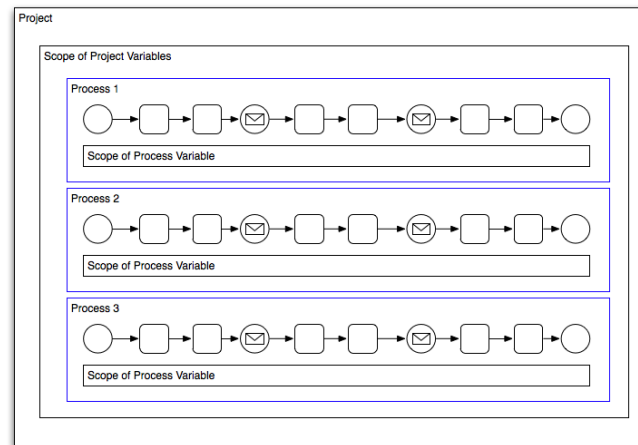 Project
Scope of Project Variables
Process 1
Scope of Process Variable
Process 2
Scope of Process Variable
Process 3
Scope of Process Variable